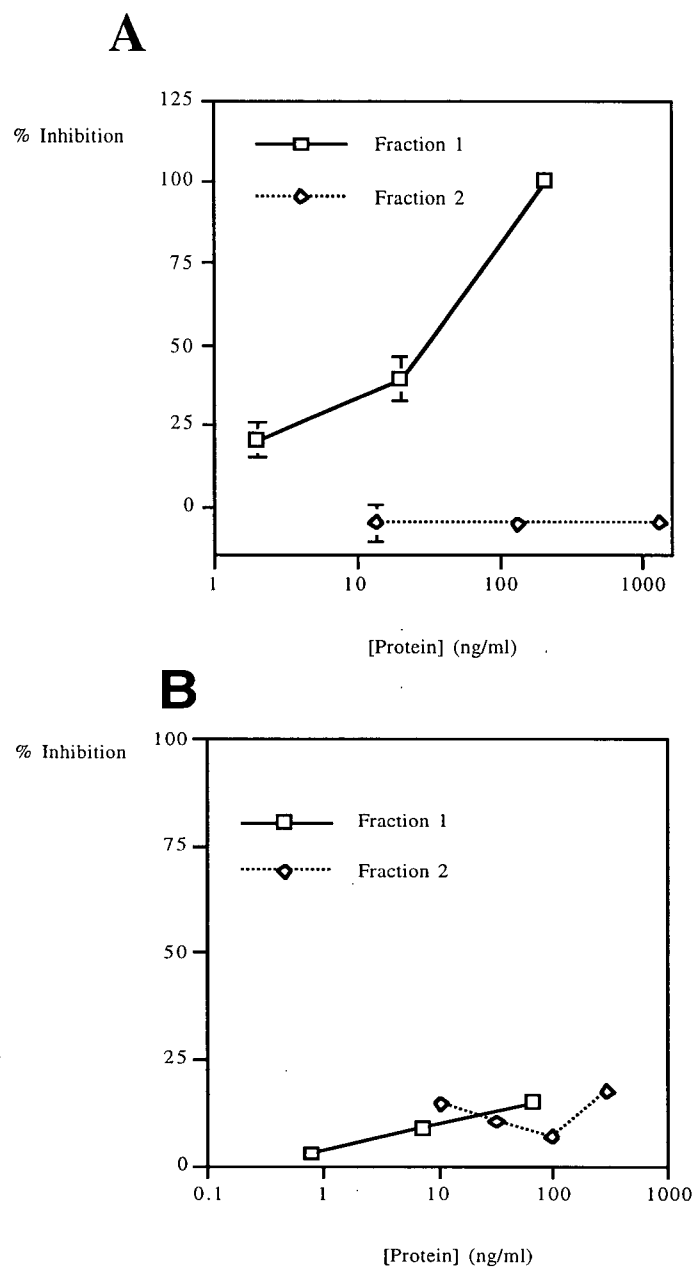 A
% Inhibition
125
100
75
50
25
0
Fraction 1
Fraction 2
1 10 100 1000
[Protein] (ng/ml)
B
% Inhibition
100
75
50
25
0
Fraction 1
Fraction 2
0.1 1 10 100 1000
[Protein] (ng/ml)